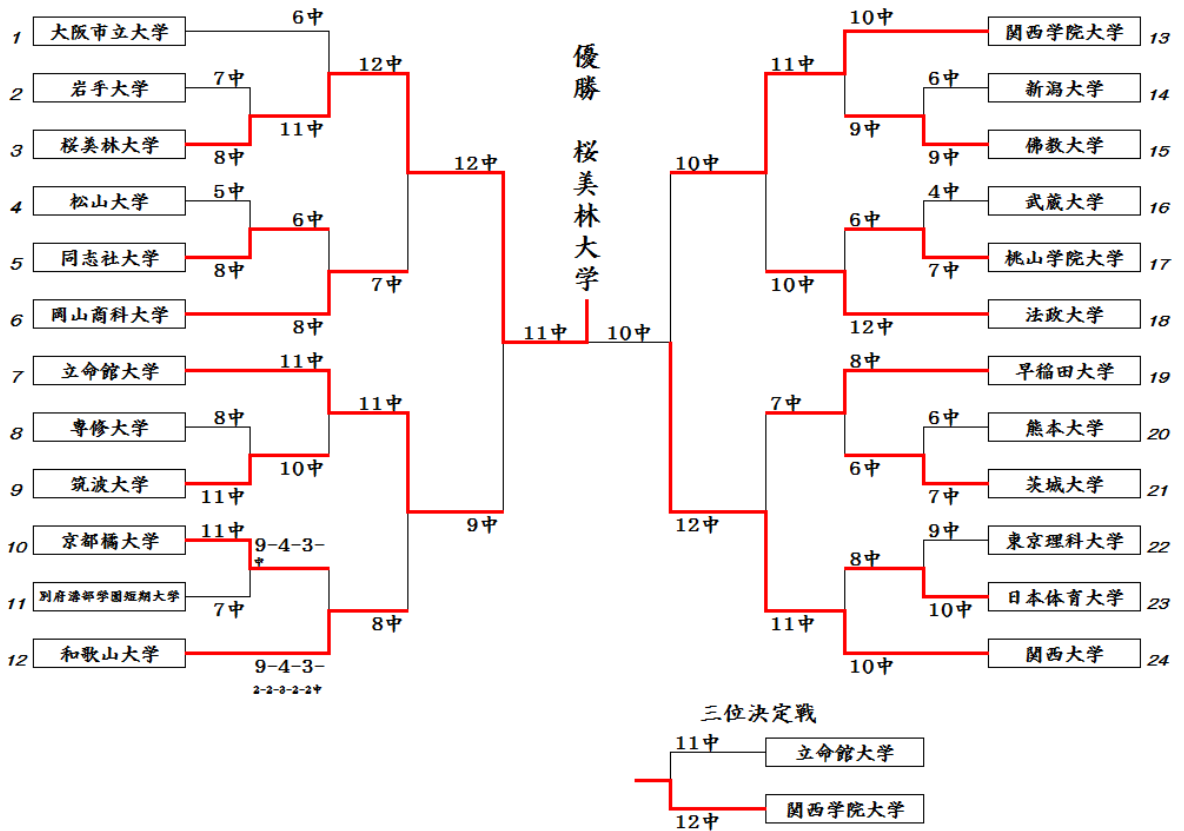 優勝 桜美林大学
6中
1 大阪市立大学
12中
7中
2 岩手大学
11中
3 桜美林大学
8中
12中
5中
4 松山大学
6中
5 同志社大学
8中
7中
6 岡山商科大学
8中
11中
11中
7 立命館大学
11中
8中
8 専修大学
10中
9 筑波大学
11中
9中
11中
10 京都橘大学
9-4-3-
中
11 別府溝部学園短期大学
7中
8中
12 和歌山大学
9-4-3-
2-2-3-2-2中
10中
関西学院大学 13
11中
6中
新潟大学 14
9中
佛教大学 15
9中
10中
4中
武蔵大学 16
6中
桃山学院大学 17
7中
10中
法政大学 18
12中
10中
8中
早稲田大学 19
7中
6中
熊本大学 20
6中
茨城大学 21
7中
12中
9中
東京理科大学 22
8中
日本体育大学 23
10中
11中
関西大学 24
10中
三位決定戦
11中
立命館大学
関西学院大学
12中